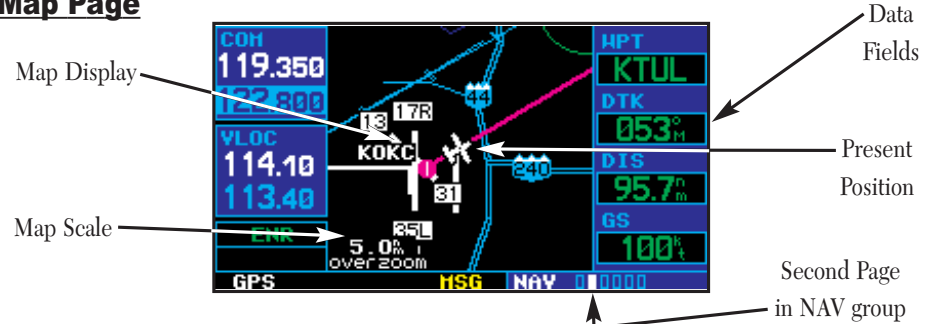 Map Page
Data
Fields
Map Display
Present
Position
Map Scale
Second Page
in NAV group
COM
119.350
122.800
VLOC
114.10
113.40
ENR
GPS
13
17R
KOKC
31
35L
5.0nm
overzoom
44
240
MSG
NAV
WPT
KTUL
DTK
053°M
DIS
95.7nm
GS
100kt